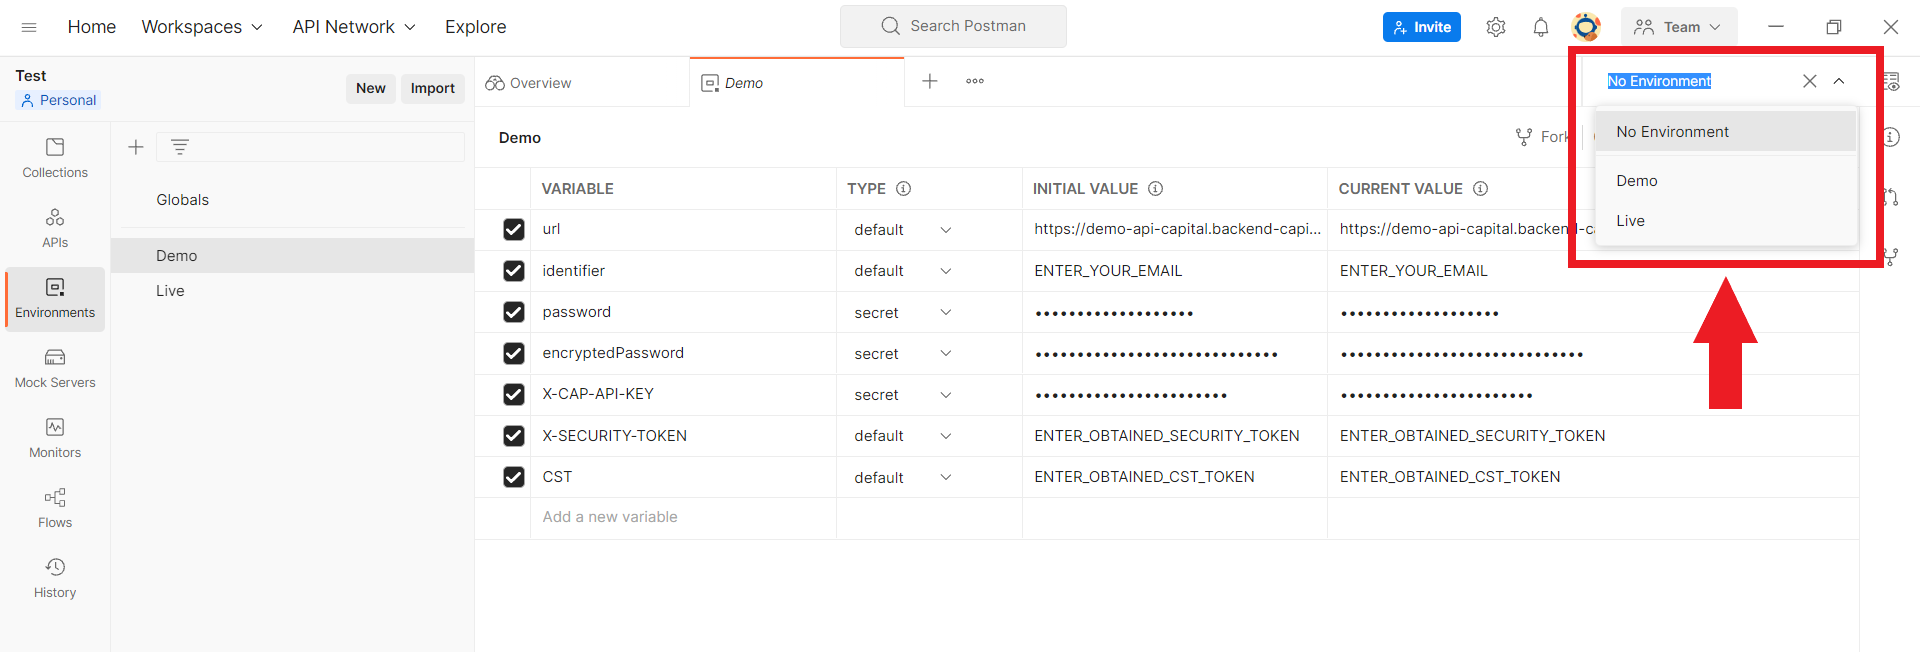 Home Workspaces API Network Explore Search Postman Invite Team
Test
Personal
New Import
Overview Demo
No Environment
No Environment
Demo
Live
Collections
APIs
Environments
Mock Servers
Monitors
Flows
History
Globals
Demo
Live
Demo Fork
VARIABLE TYPE INITIAL VALUE CURRENT VALUE
url default https://demo-api-capital.backend-capi... https://demo-api-capital.backend-c
identifier default ENTER_YOUR_EMAIL ENTER_YOUR_EMAIL
password secret ••••••••••••••••••• •••••••••••••••••••
encryptedPassword secret ••••••••••••••••••••••••••••• •••••••••••••••••••••••••••••
X-CAP-API-KEY secret ••••••••••••••••••••••• •••••••••••••••••••••••
X-SECURITY-TOKEN default ENTER_OBTAINED_SECURITY_TOKEN ENTER_OBTAINED_SECURITY_TOKEN
CST default ENTER_OBTAINED_CST_TOKEN ENTER_OBTAINED_CST_TOKEN
Add a new variable